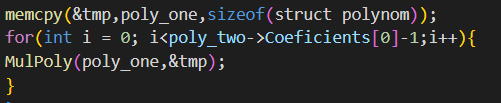 memcpy(&tmp,poly_one,sizeof(struct polynom));
for(int i = 0; i<poly_two->Coeficients[0]-1;i++){
MulPoly(poly_one,&tmp);
}